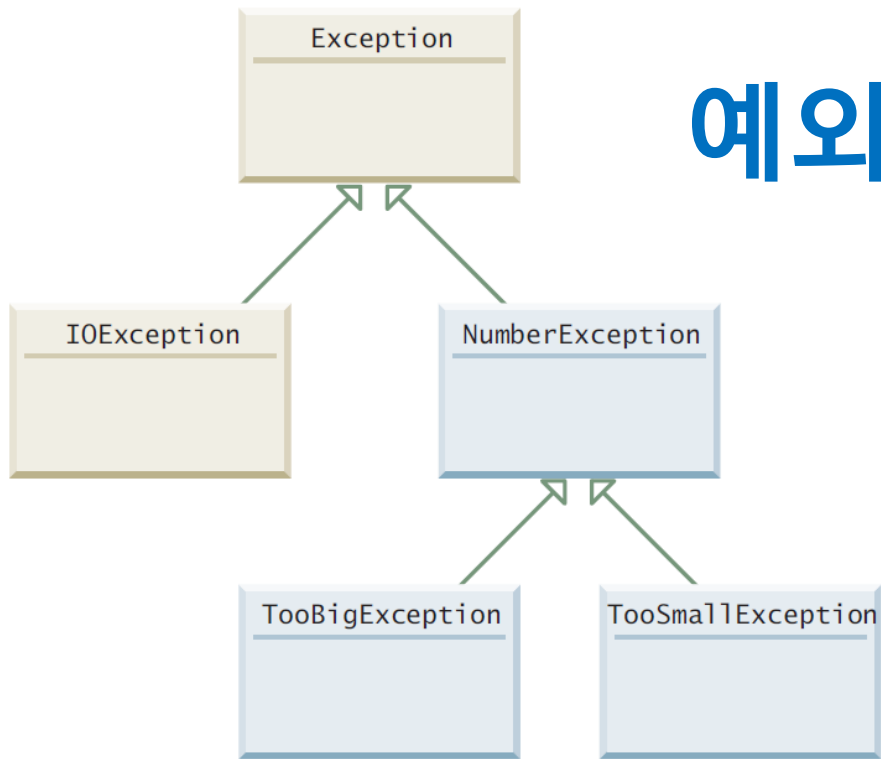 Exception
예외
IOException
NumberException
TooBigException
TooSmallException